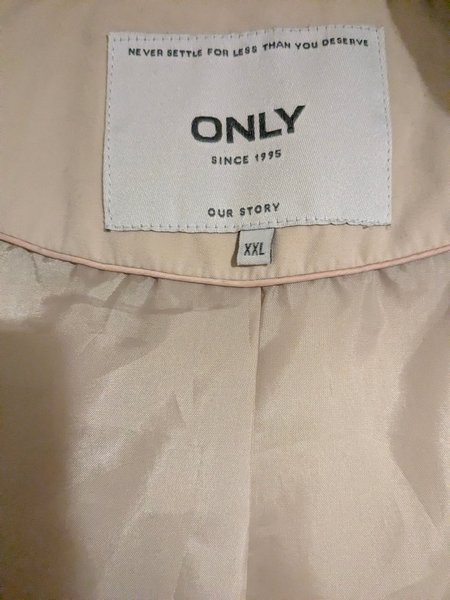 NEVER SETTLE FOR LESS THAN YOU DESERVE
ONLY
SINCE 1995
OUR STORY
XXL